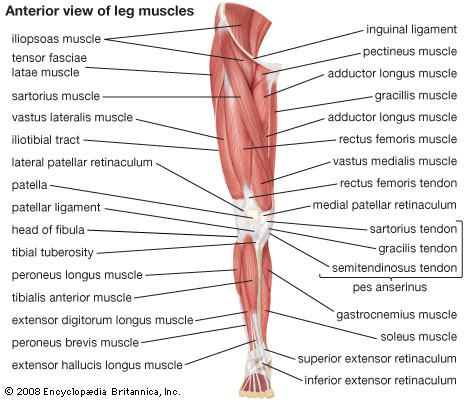 Anterior view of leg muscles
iliopsoas muscle
tensor fasciae
latae muscle
sartorius muscle
vastus lateralis muscle
iliotibial tract
lateral patellar retinaculum
patella
patellar ligament
head of fibula
tibial tuberosity
peroneus longus muscle
tibialis anterior muscle
extensor digitorum longus muscle
peroneus brevis muscle
extensor hallucis longus muscle
inguinal ligament
pectineus muscle
adductor longus muscle
gracilis muscle
adductor longus muscle
rectus femoris muscle
vastus medialis muscle
rectus femoris tendon
medial patellar retinaculum
sartorius tendon
gracilis tendon
semitendinosus tendon
pes anserinus
gastrocnemius muscle
soleus muscle
superior extensor retinaculum
inferior extensor retinaculum
© 2008 Encyclopædia Britannica, Inc.